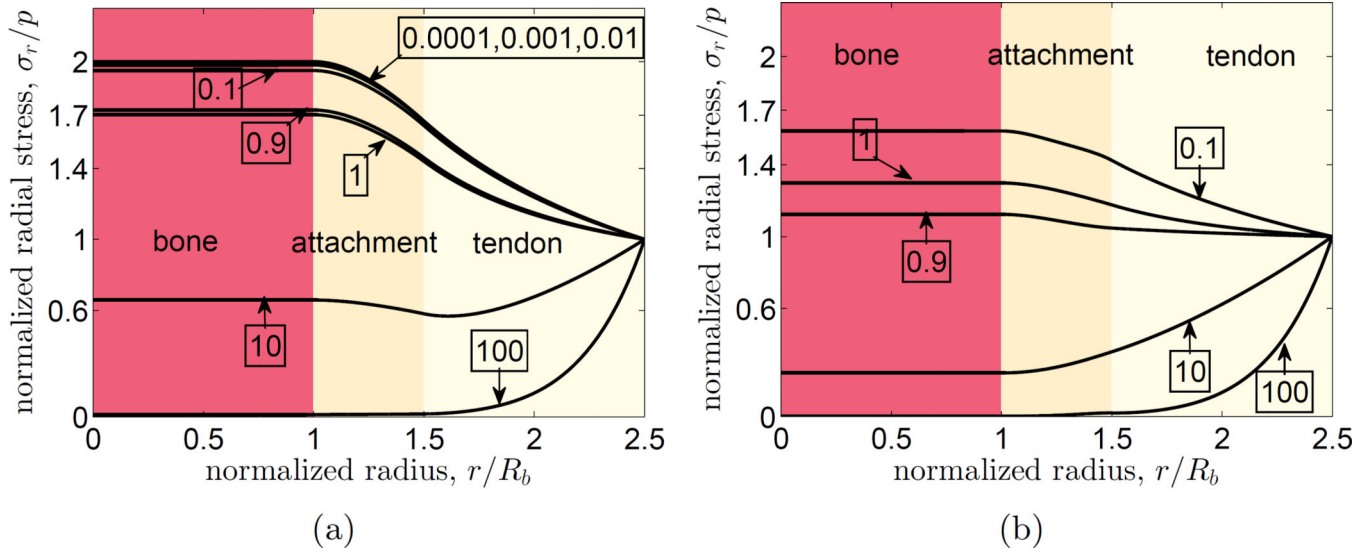 normalized radial stress, σr/p
2
1.7
1.4
1
0.6
0
0.0001,0.001,0.01
0.1
0.9
1
bone attachment tendon
10
100
0 0.5 1 1.5 2 2.5
normalized radius, r/Rb
(a)
normalized radial stress, σr/p
2
1.7
1.4
1
0.6
0
bone attachment tendon
1
0.1
0.9
10
100
0 0.5 1 1.5 2 2.5
normalized radius, r/Rb
(b)